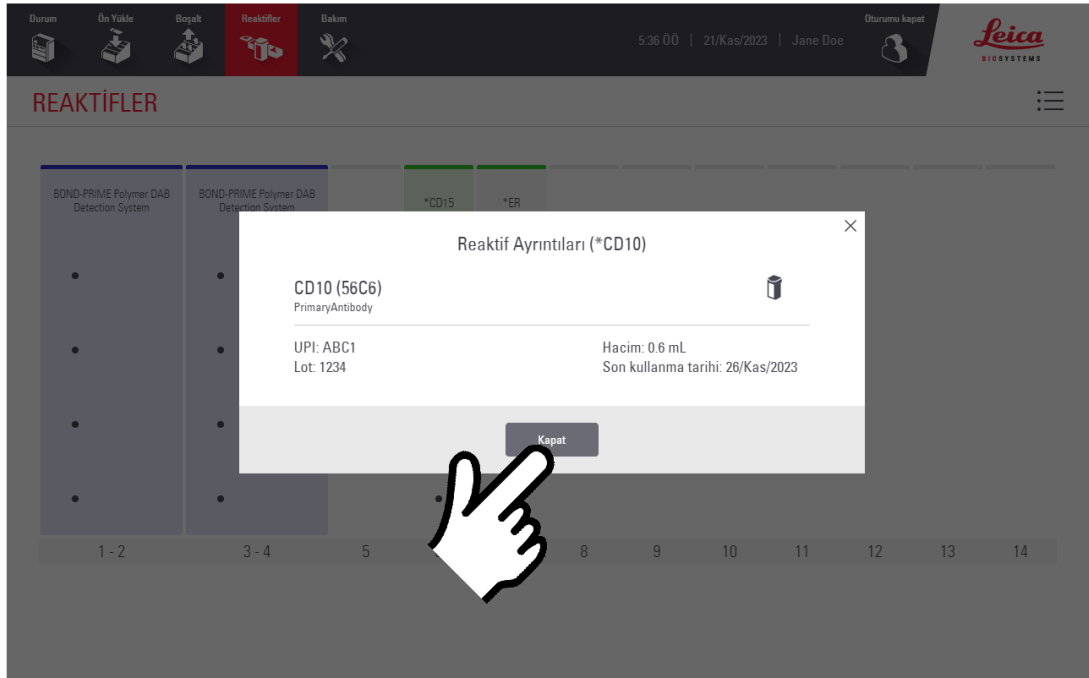 Durum
Ön Yükle
Boşalt
Reaktifler
Bakım
5:36 ÖÖ | 21/Kas/2023 | Jane Doe
Oturumu kapat
Leica
BIOSYSTEMS
REAKTİFLER
BOND-PRIME Polymer DAB
Detection System
BOND-PRIME Polymer DAB
Detection System
*CD15
*ER
Reaktif Ayrıntıları (*CD10)
CD10 (56C6)
PrimaryAntibody
UPI: ABC1
Lot: 1234
Hacim: 0.6 mL
Son kullanma tarihi: 26/Kas/2023
Kapat
1 - 2
3 - 4
5
8
9
10
11
12
13
14